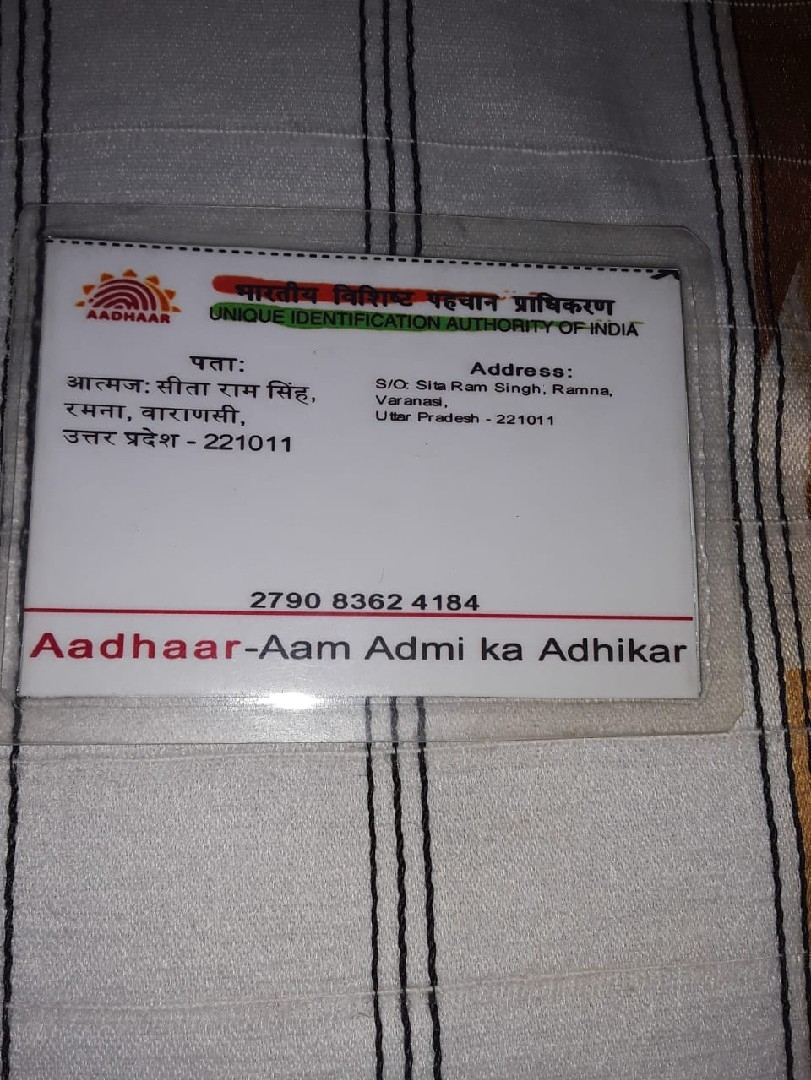 AADHAAR
भारतीय विशिष्ट पहचान प्राधिकरण
UNIQUE IDENTIFICATION AUTHORITY OF INDIA
पता:
आत्मज: सीता राम सिंह,
रमना, वाराणसी,
उत्तर प्रदेश - 221011
Address:
S/O: Sita Ram Singh, Ramna,
Varanasi,
Uttar Pradesh - 221011
2790 8362 4184
Aadhaar-Aam Admi ka Adhikar